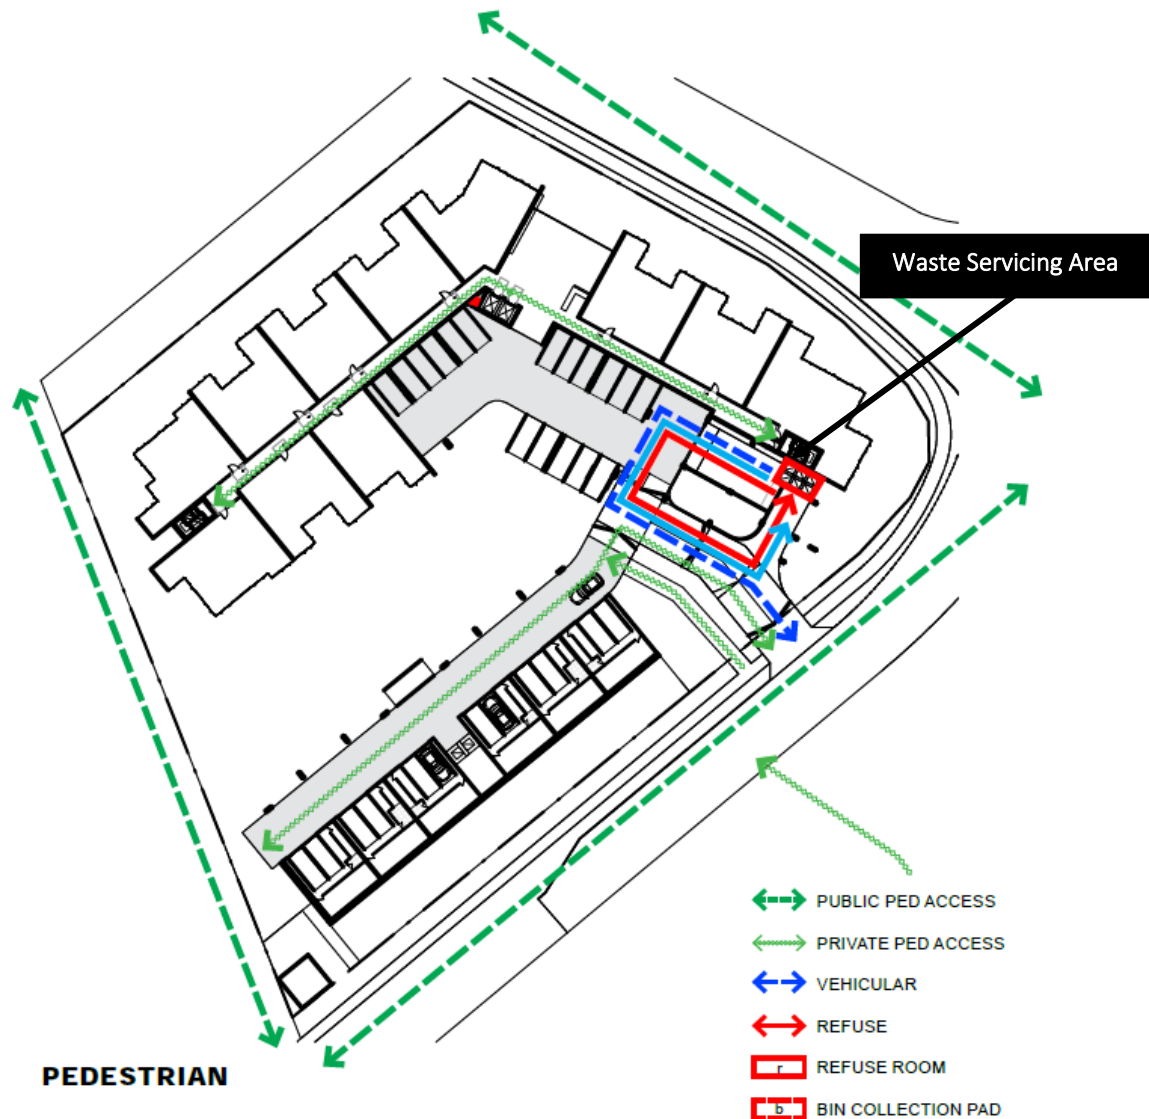 Waste Servicing Area
PUBLIC PED ACCESS
PRIVATE PED ACCESS
VEHICULAR
REFUSE
r REFUSE ROOM
b BIN COLLECTION PAD
PEDESTRIAN